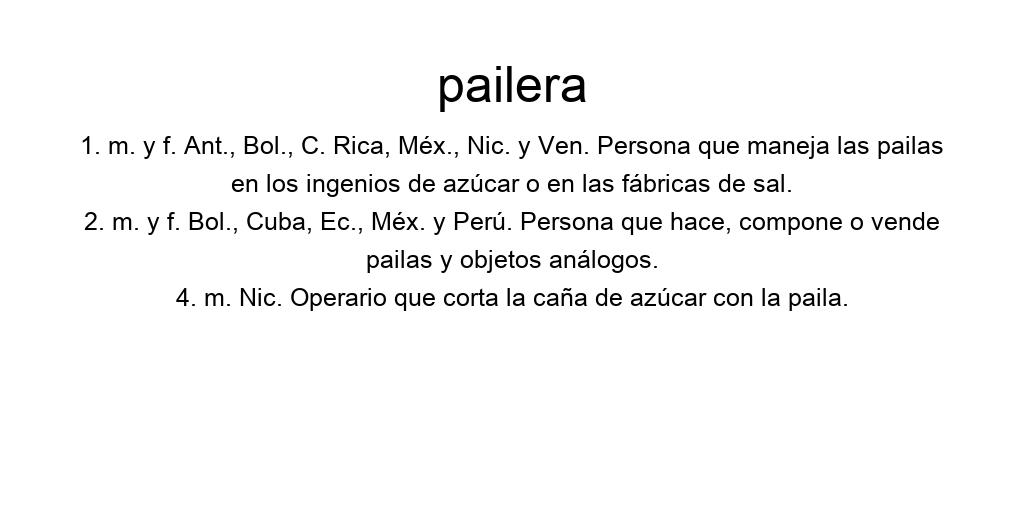 pailera
1. m. y f. Ant., Bol., C. Rica, Méx., Nic. y Ven. Persona que maneja las pailas
en los ingenios de azúcar o en las fábricas de sal.
2. m. y f. Bol., Cuba, Ec., Méx. y Perú. Persona que hace, compone o vende
pailas y objetos análogos.
4. m. Nic. Operario que corta la caña de azúcar con la paila.